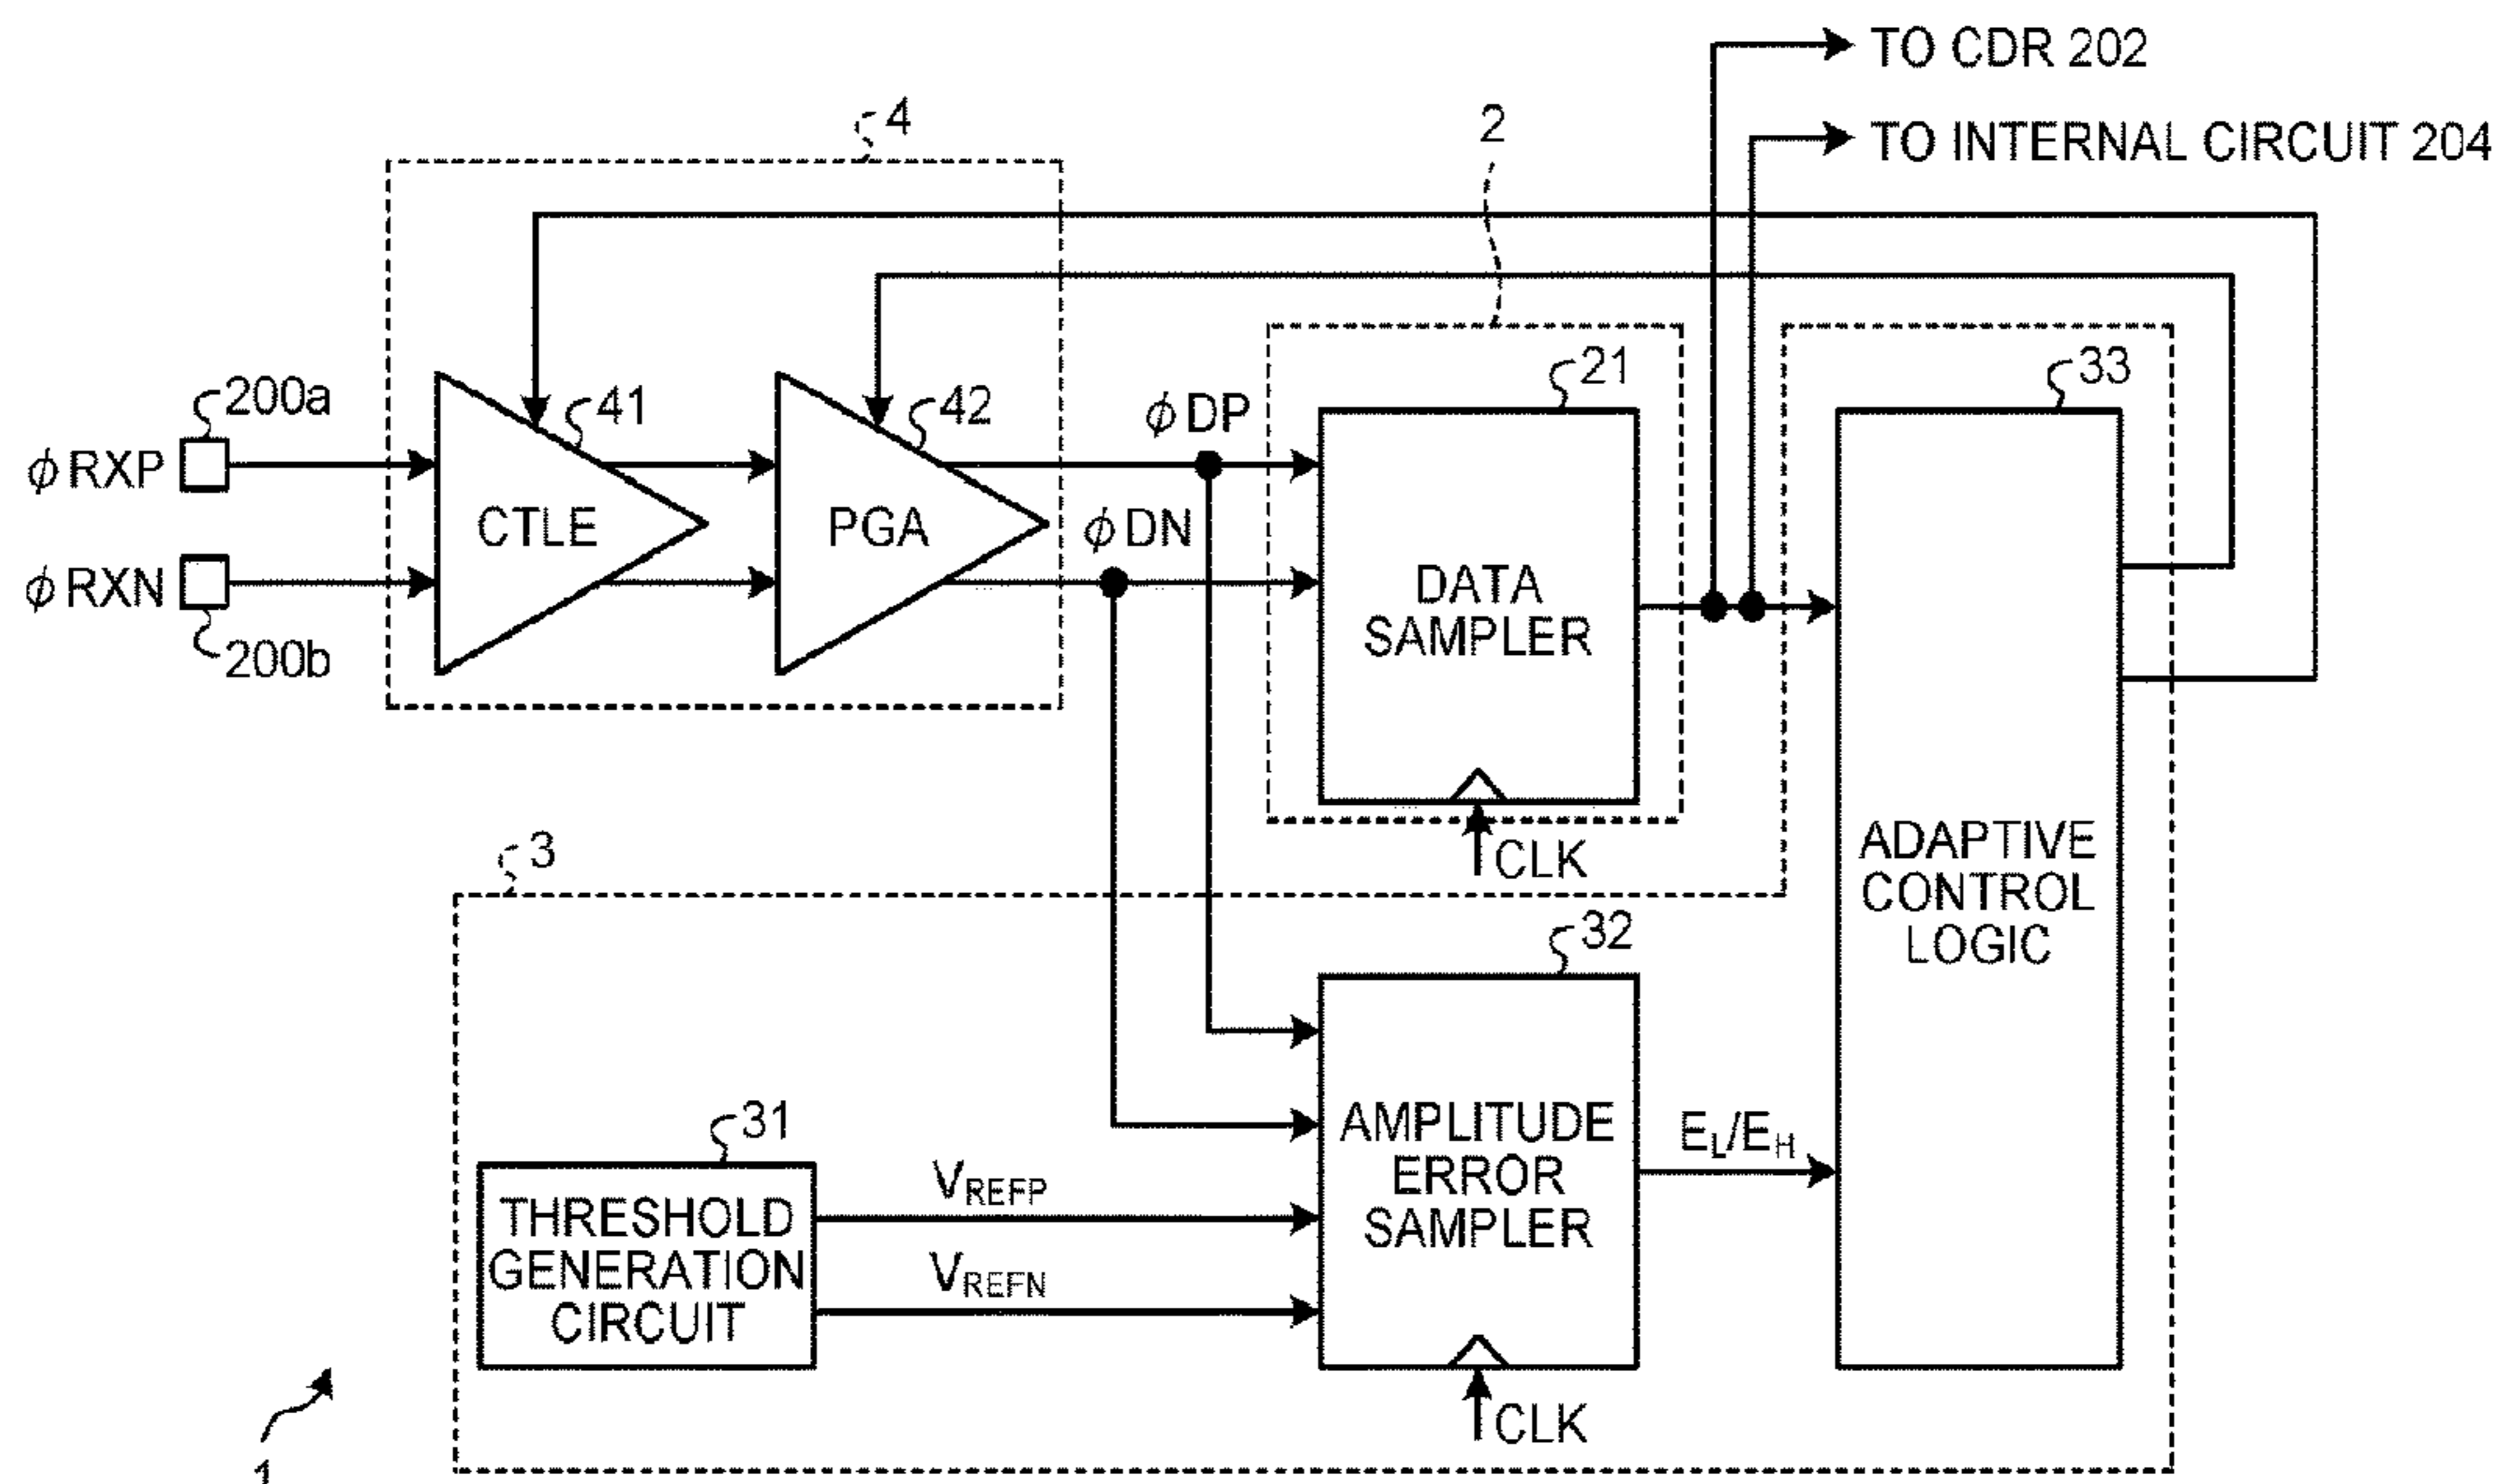 TO CDR 202
TO INTERNAL CIRCUIT 204
4
2
200a
41
42
21
33
ϕRXP
ϕDP
CTLE
PGA
ϕDN
ϕRXN
200b
DATA
SAMPLER
CLK
ADAPTIVE
CONTROL
LOGIC
3
32
31
AMPLITUDE
ERROR
SAMPLER
EL/EH
THRESHOLD
GENERATION
CIRCUIT
VREFP
VREFN
CLK
1